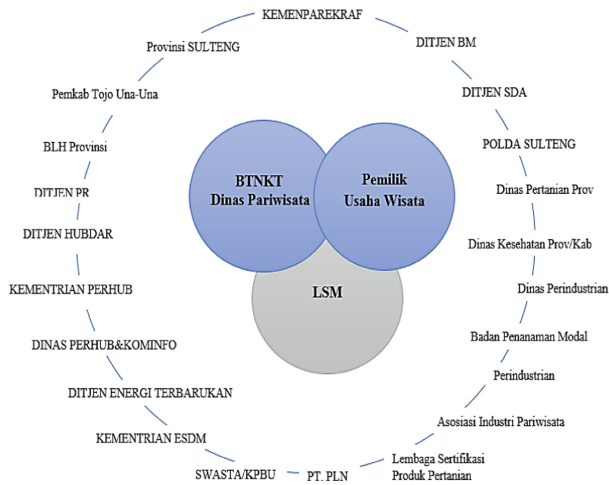 KEMENPAREKRAF
DITJEN BM
DITJEN SDA
POLDA SULTENG
Dinas Pertanian Prov
Dinas Kesehatan Prov/Kab
Dinas Perindustrian
Badan Penanaman Modal
Perindustrian
Asosiasi Industri Pariwisata
Lembaga Sertifikasi
Produk Pertanian
PT. PLN
SWASTA/KPBU
KEMENTRIAN ESDM
DITJEN ENERGI TERBARUKAN
DINAS PERHUB&KOMINFO
KEMENTRIAN PERHUB
DITJEN HUBDAR
DITJEN PR
BLH Provinsi
Pemkab Tojo Una-Una
Provinsi SULTENG
BTNKT
Dinas Pariwisata
Pemilik
Usaha Wisata
LSM